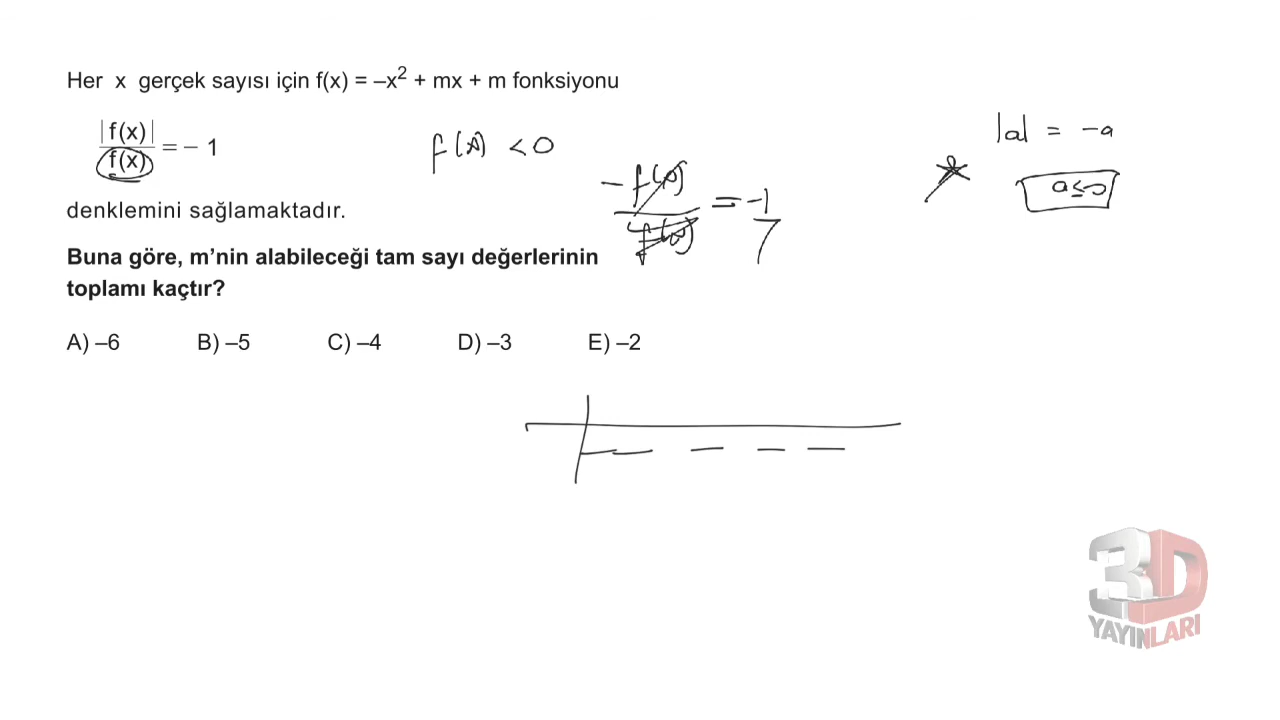 Her x gerçek sayısı için f(x) = –x² + mx + m fonksiyonu
|f(x)| / f(x) = – 1
f(x) < 0
–f(x) / f(x) = –1
|a| = –a
a ≤ 0
denklemini sağlamaktadır.
Buna göre, m’nin alabileceği tam sayı değerlerinin
toplamı kaçtır?
A) –6 B) –5 C) –4 D) –3 E) –2
3D
YAYINLARI